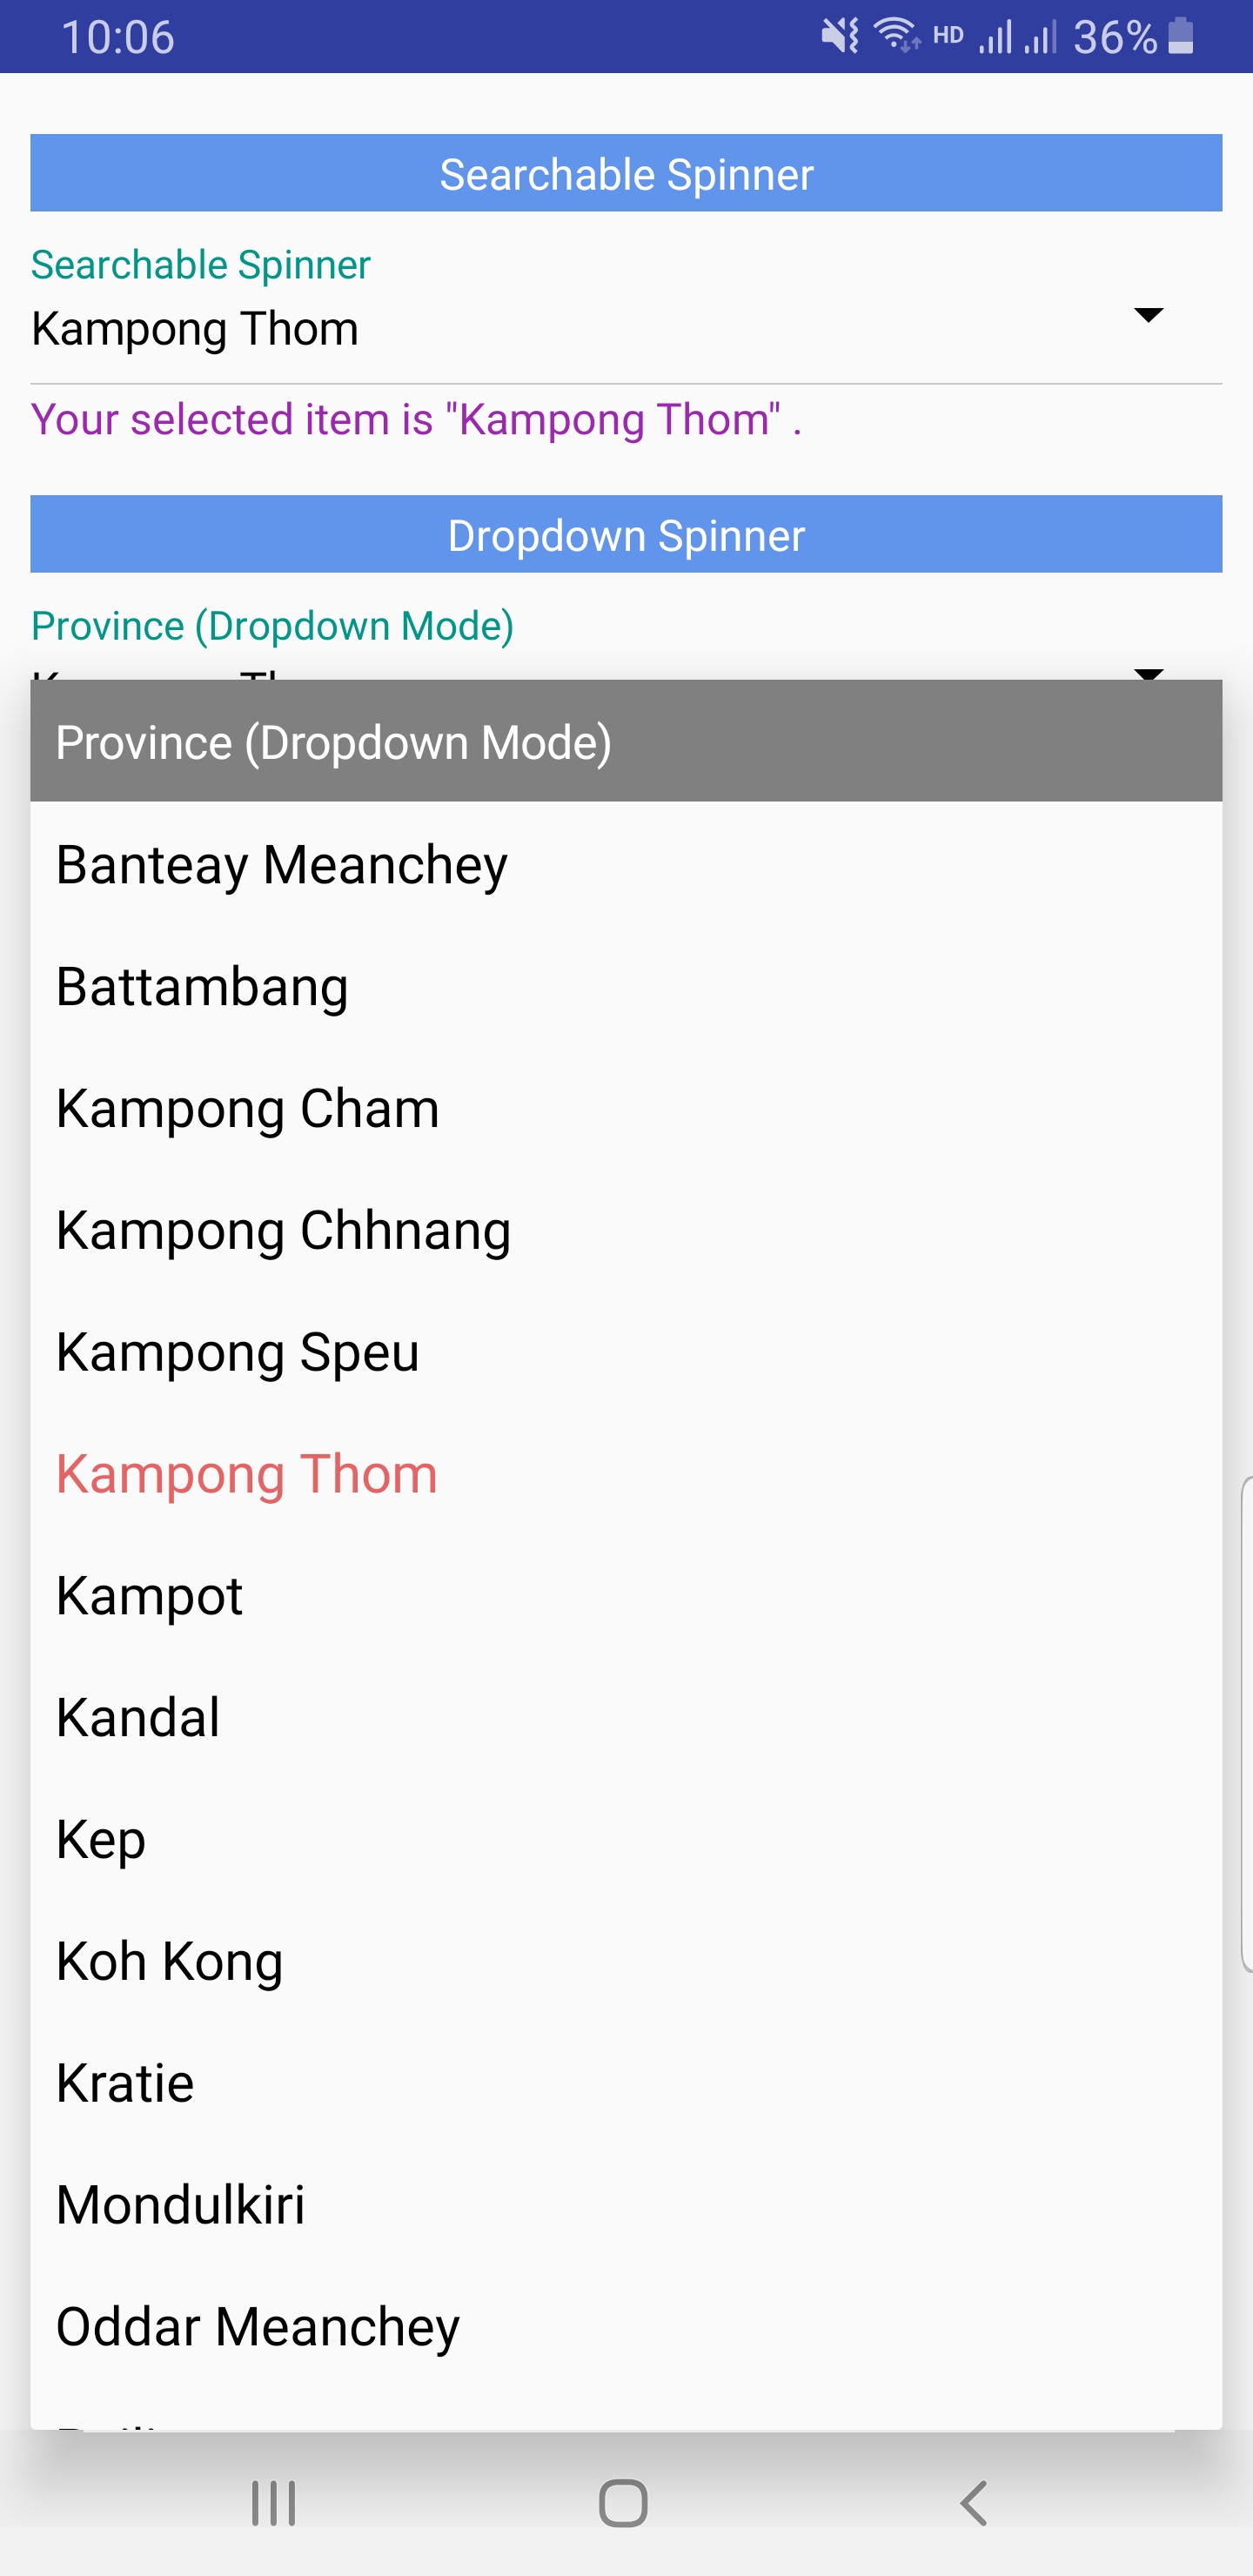 10:06
HD 36%
Searchable Spinner
Searchable Spinner
Kampong Thom
Your selected item is "Kampong Thom" .
Dropdown Spinner
Province (Dropdown Mode)
Province (Dropdown Mode)
Banteay Meanchey
Battambang
Kampong Cham
Kampong Chhnang
Kampong Speu
Kampong Thom
Kampot
Kandal
Kep
Koh Kong
Kratie
Mondulkiri
Oddar Meanchey